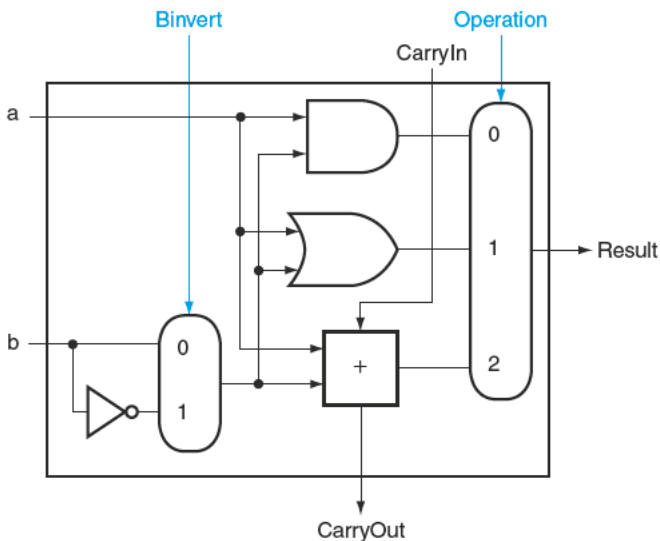 Binvert
Operation
CarryIn
a
0
1
Result
b
0
+
2
1
CarryOut